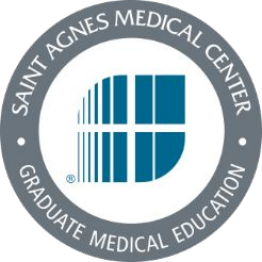 SAINT AGNES MEDICAL CENTER
®
• GRADUATE MEDICAL EDUCATION •